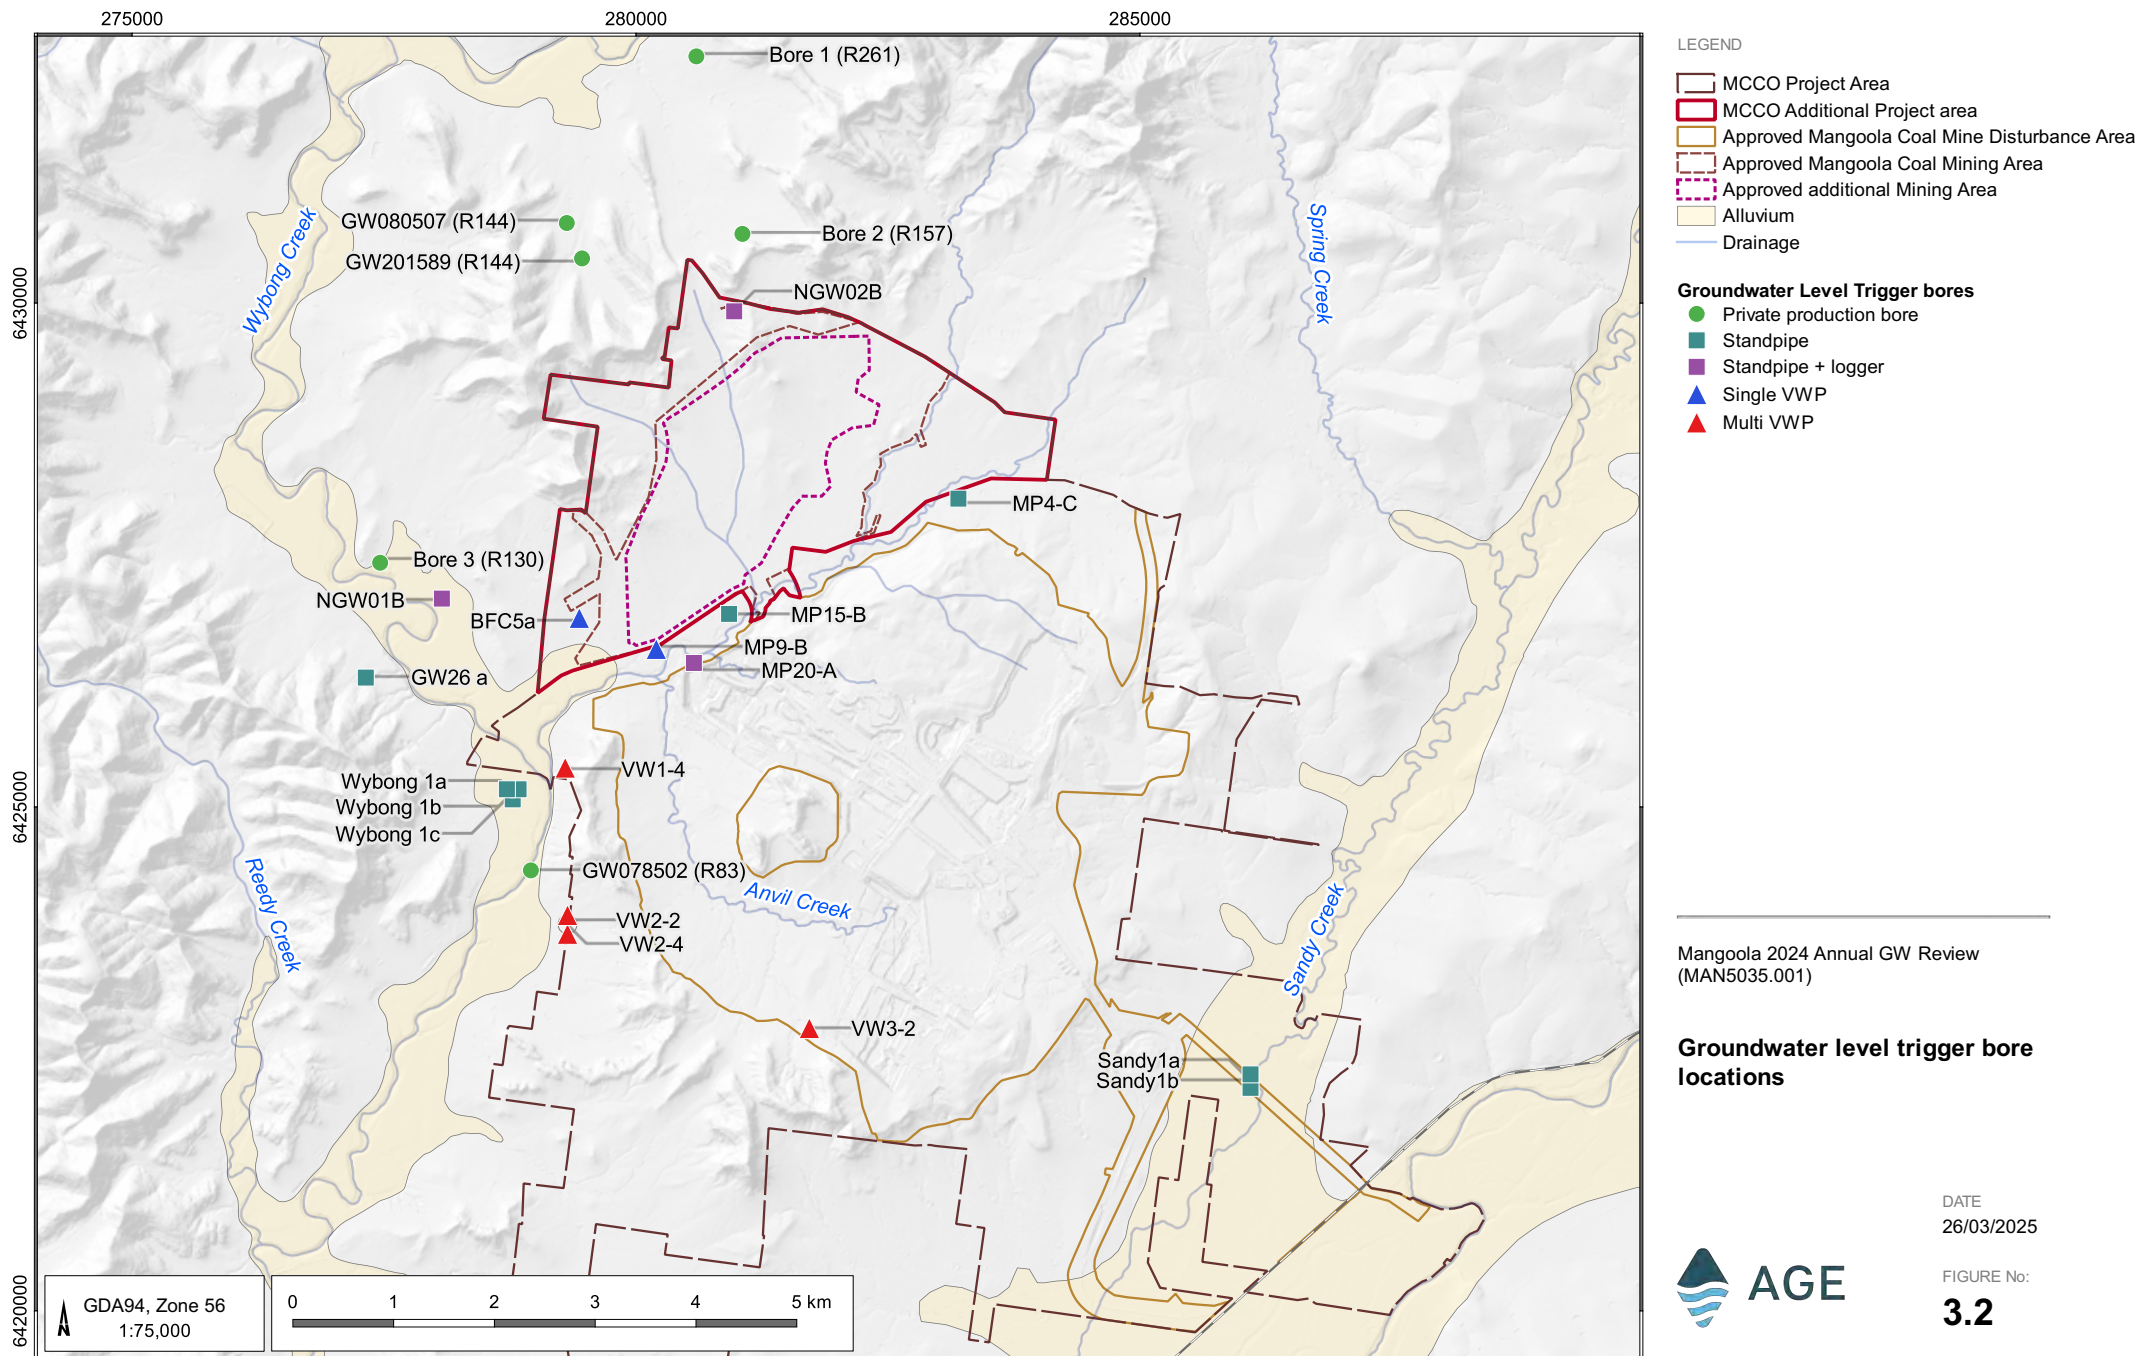 275000
280000
285000
6430000
6425000
6420000
Bore 1 (R261)
GW080507 (R144)
GW201589 (R144)
Bore 2 (R157)
NGW02B
Wybong Creek
Spring Creek
MP4-C
Bore 3 (R130)
NGW01B
BFC5a
MP15-B
MP9-B
MP20-A
GW26 a
VW1-4
Wybong 1a
Wybong 1b
Wybong 1c
GW078502 (R83)
Anvil Creek
Reedy Creek
VW2-2
VW2-4
Sandy Creek
VW3-2
Sandy1a
Sandy1b
N
GDA94, Zone 56
1:75,000
0 1 2 3 4 5 km
LEGEND
MCCO Project Area
MCCO Additional Project area
Approved Mangoola Coal Mine Disturbance Area
Approved Mangoola Coal Mining Area
Approved additional Mining Area
Alluvium
Drainage
Groundwater Level Trigger bores
Private production bore
Standpipe
Standpipe + logger
Single VWP
Multi VWP
Mangoola 2024 Annual GW Review
(MAN5035.001)
Groundwater level trigger bore
locations
DATE
26/03/2025
AGE
FIGURE No:
3.2